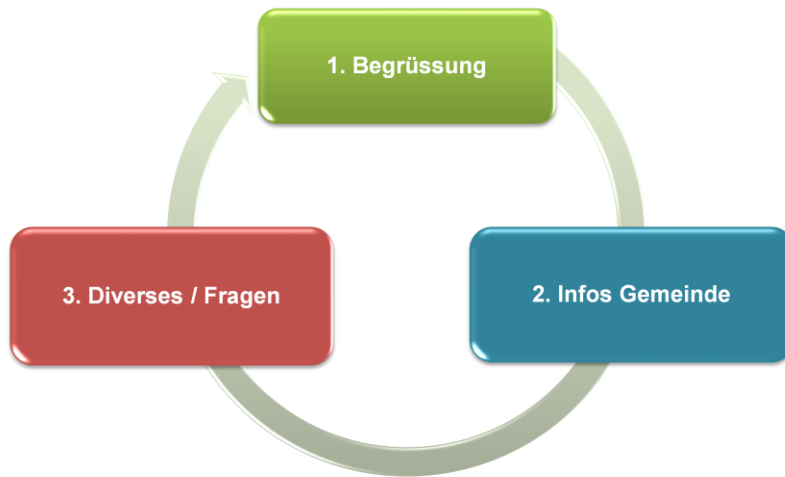 1. Begrüssung
2. Infos Gemeinde
3. Diverses / Fragen